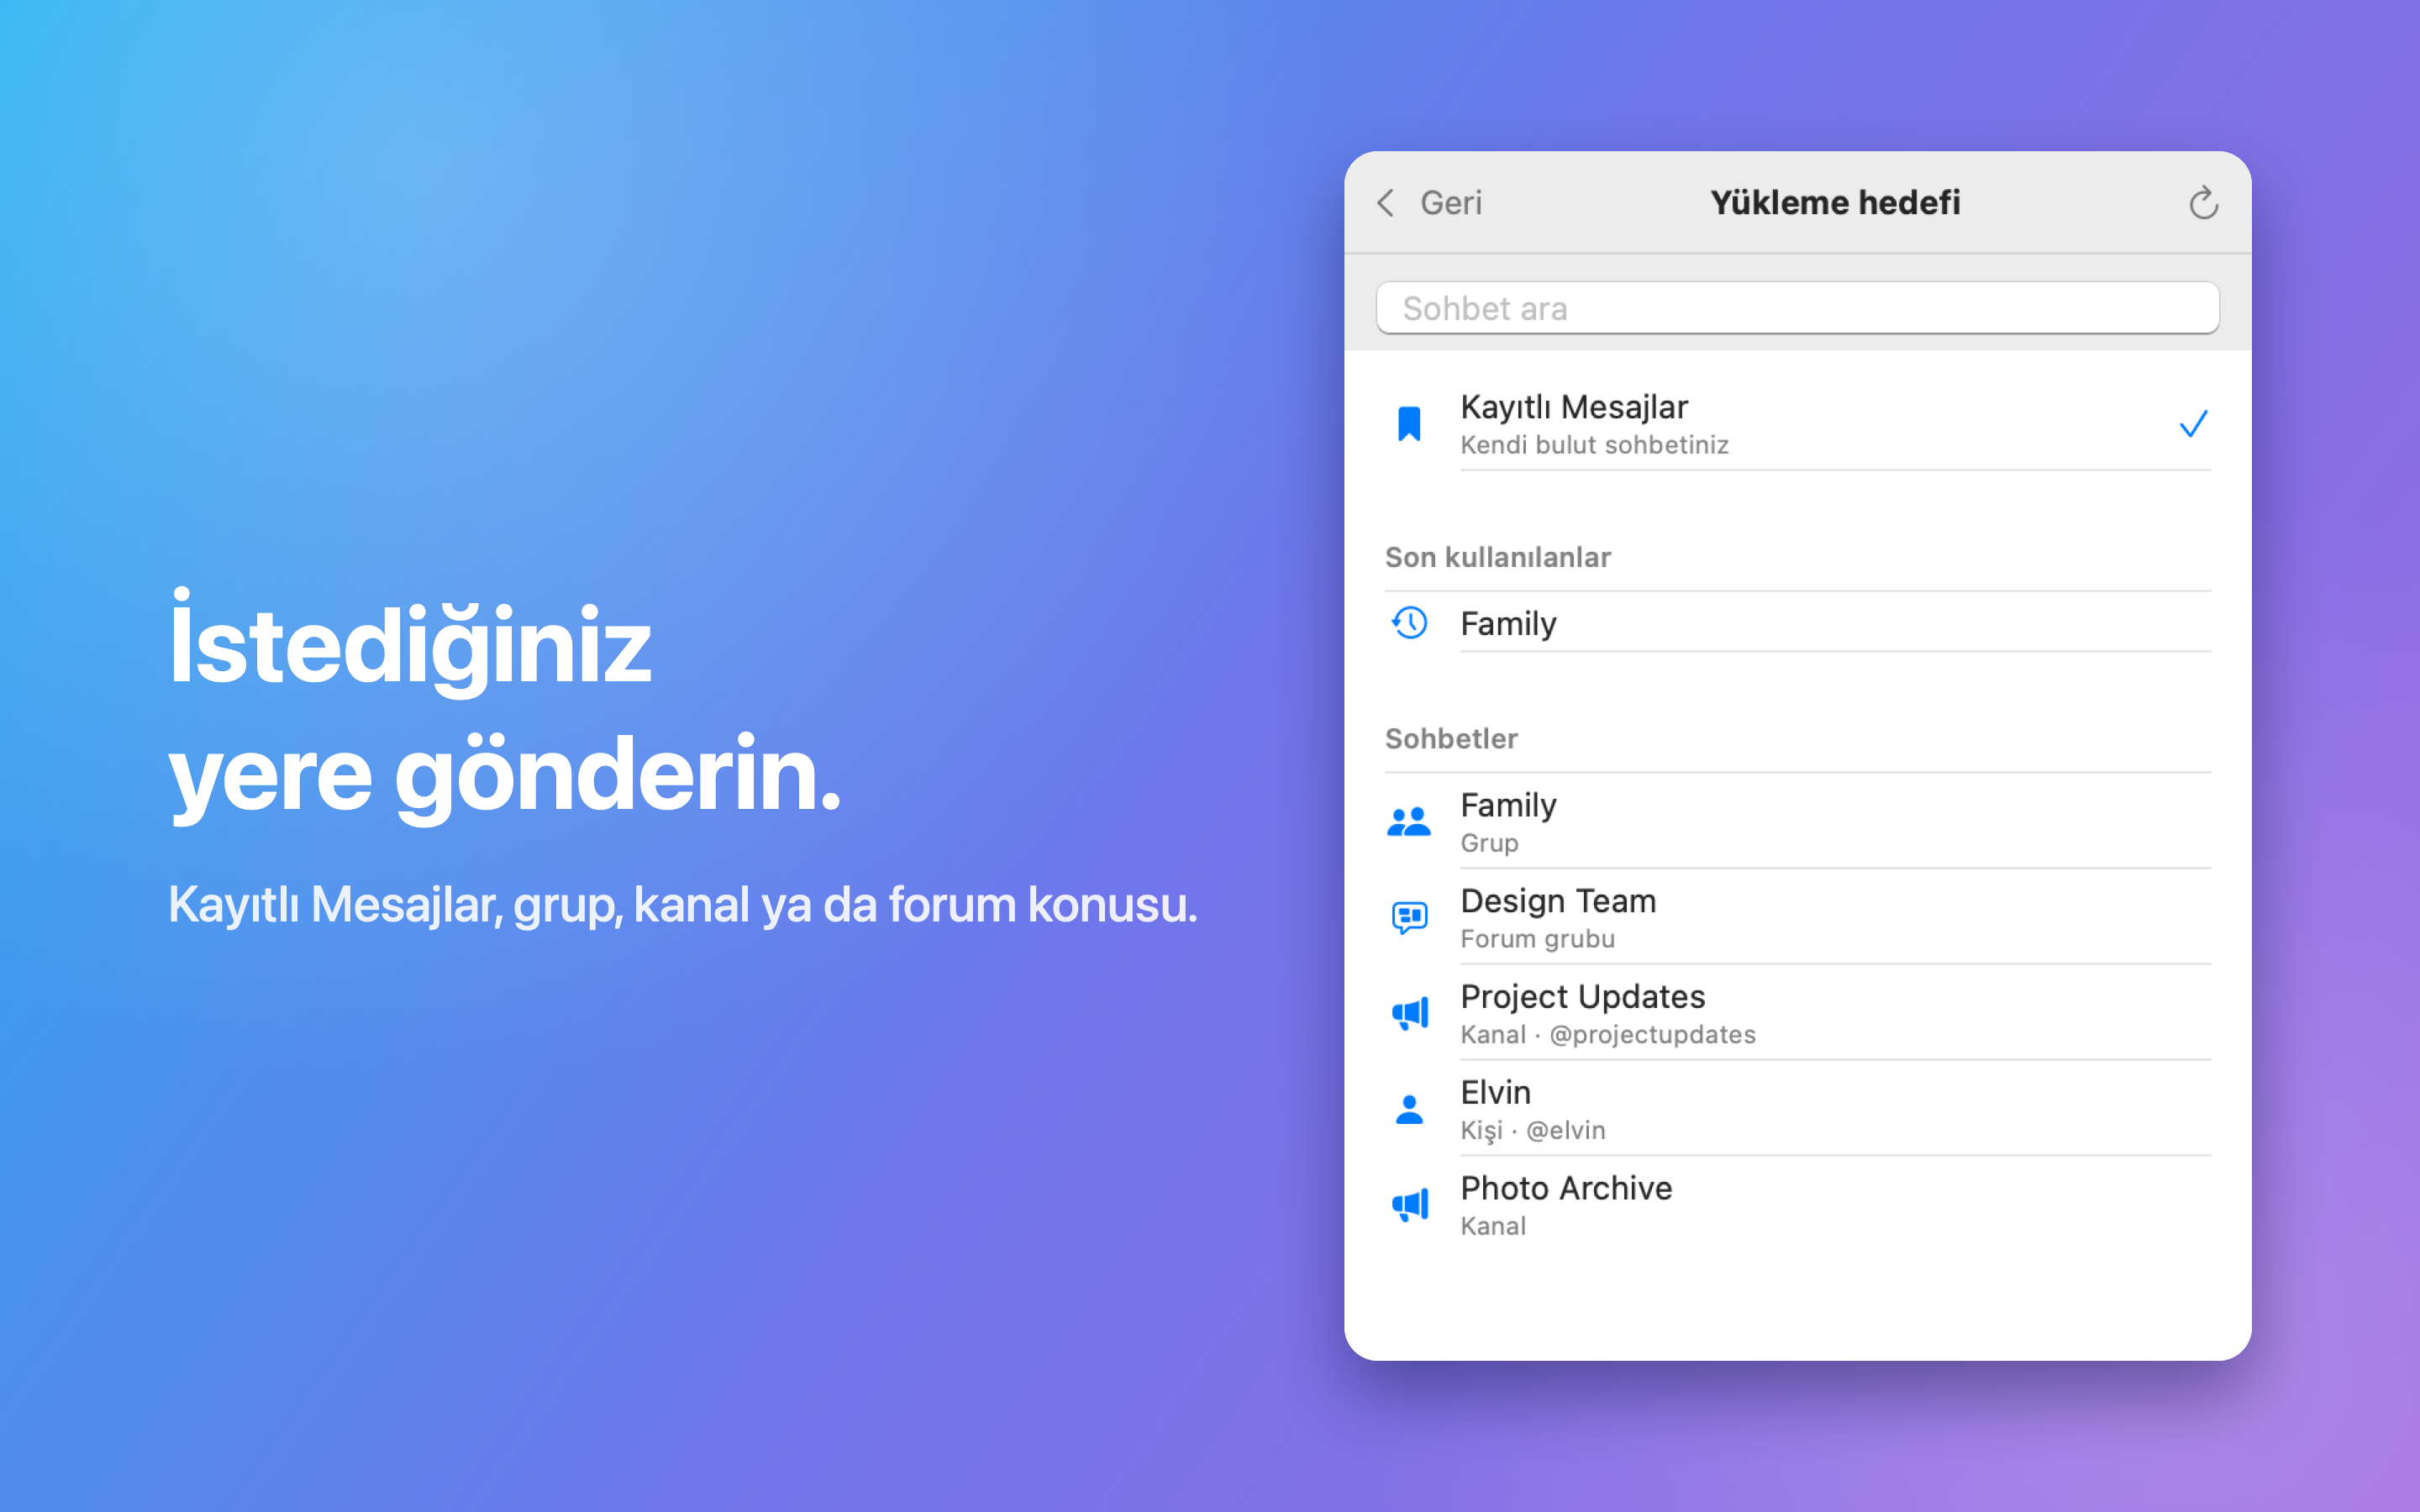 İstediğiniz
yere gönderin.
Kayıtlı Mesajlar, grup, kanal ya da forum konusu.
Geri
Yükleme hedefi
Sohbet ara
Kayıtlı Mesajlar
Kendi bulut sohbetiniz
Son kullanılanlar
Family
Sohbetler
Family
Grup
Design Team
Forum grubu
Project Updates
Kanal · @projectupdates
Elvin
Kişi · @elvin
Photo Archive
Kanal